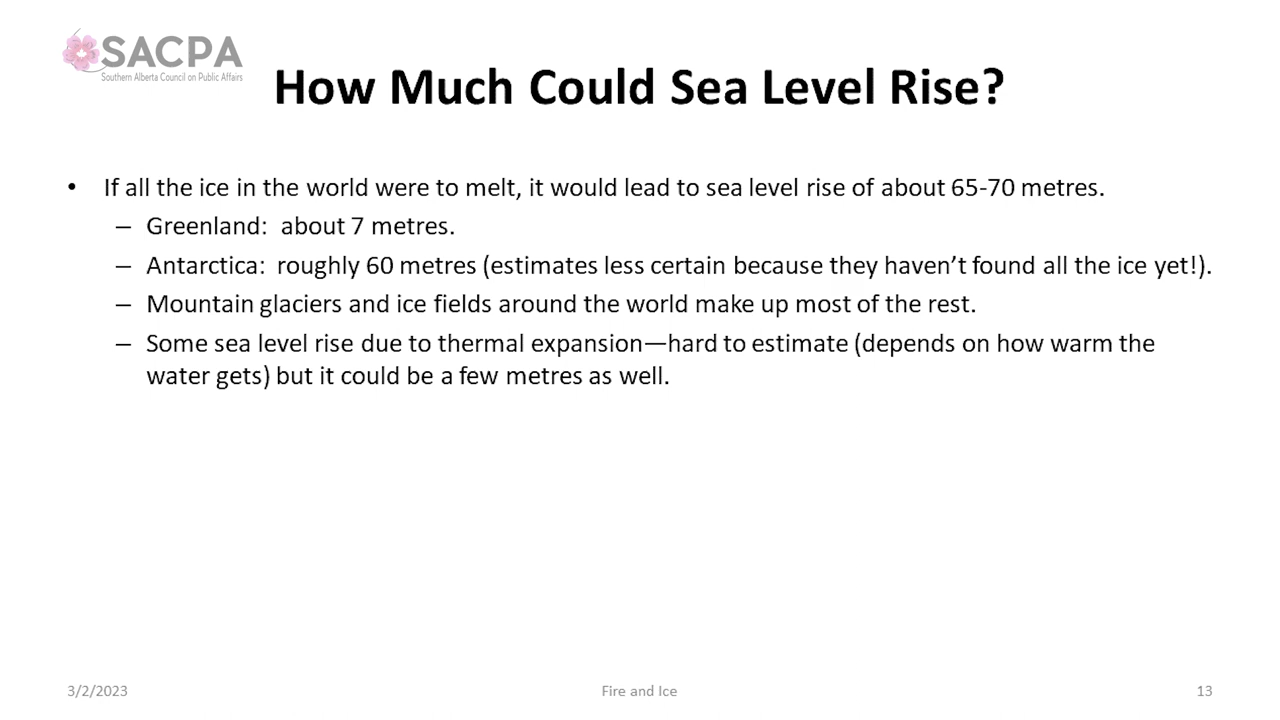 SACPA
Southern Alberta Council on Public Affairs
How Much Could Sea Level Rise?
• If all the ice in the world were to melt, it would lead to sea level rise of about 65-70 metres.
– Greenland:  about 7 metres.
– Antarctica:  roughly 60 metres (estimates less certain because they haven’t found all the ice yet!).
– Mountain glaciers and ice fields around the world make up most of the rest.
– Some sea level rise due to thermal expansion—hard to estimate (depends on how warm the
water gets) but it could be a few metres as well.
3/2/2023
Fire and Ice
13